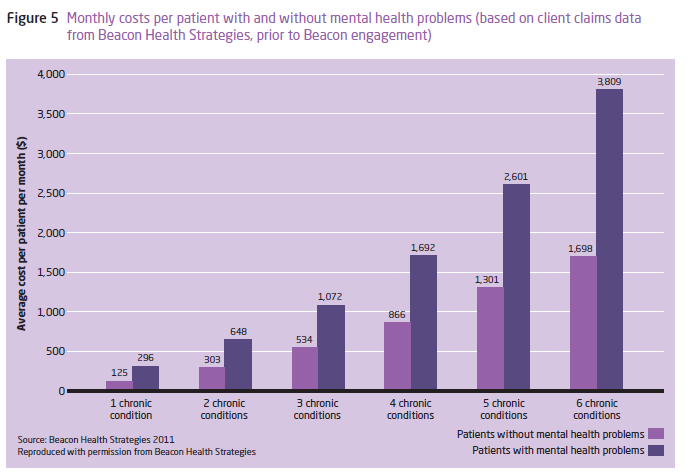 Figure 5 Monthly costs per patient with and without mental health problems (based on client claims data
from Beacon Health Strategies, prior to Beacon engagement)
4,000
3,500
3,000
2,500
2,000
1,500
1,000
500
0
Average cost per patient per month ($)
125
296
303
648
534
1,072
866
1,692
1,301
2,601
1,698
3,809
1 chronic
condition
2 chronic
conditions
3 chronic
conditions
4 chronic
conditions
5 chronic
conditions
6 chronic
conditions
Patients without mental health problems
Patients with mental health problems
Source: Beacon Health Strategies 2011
Reproduced with permission from Beacon Health Strategies